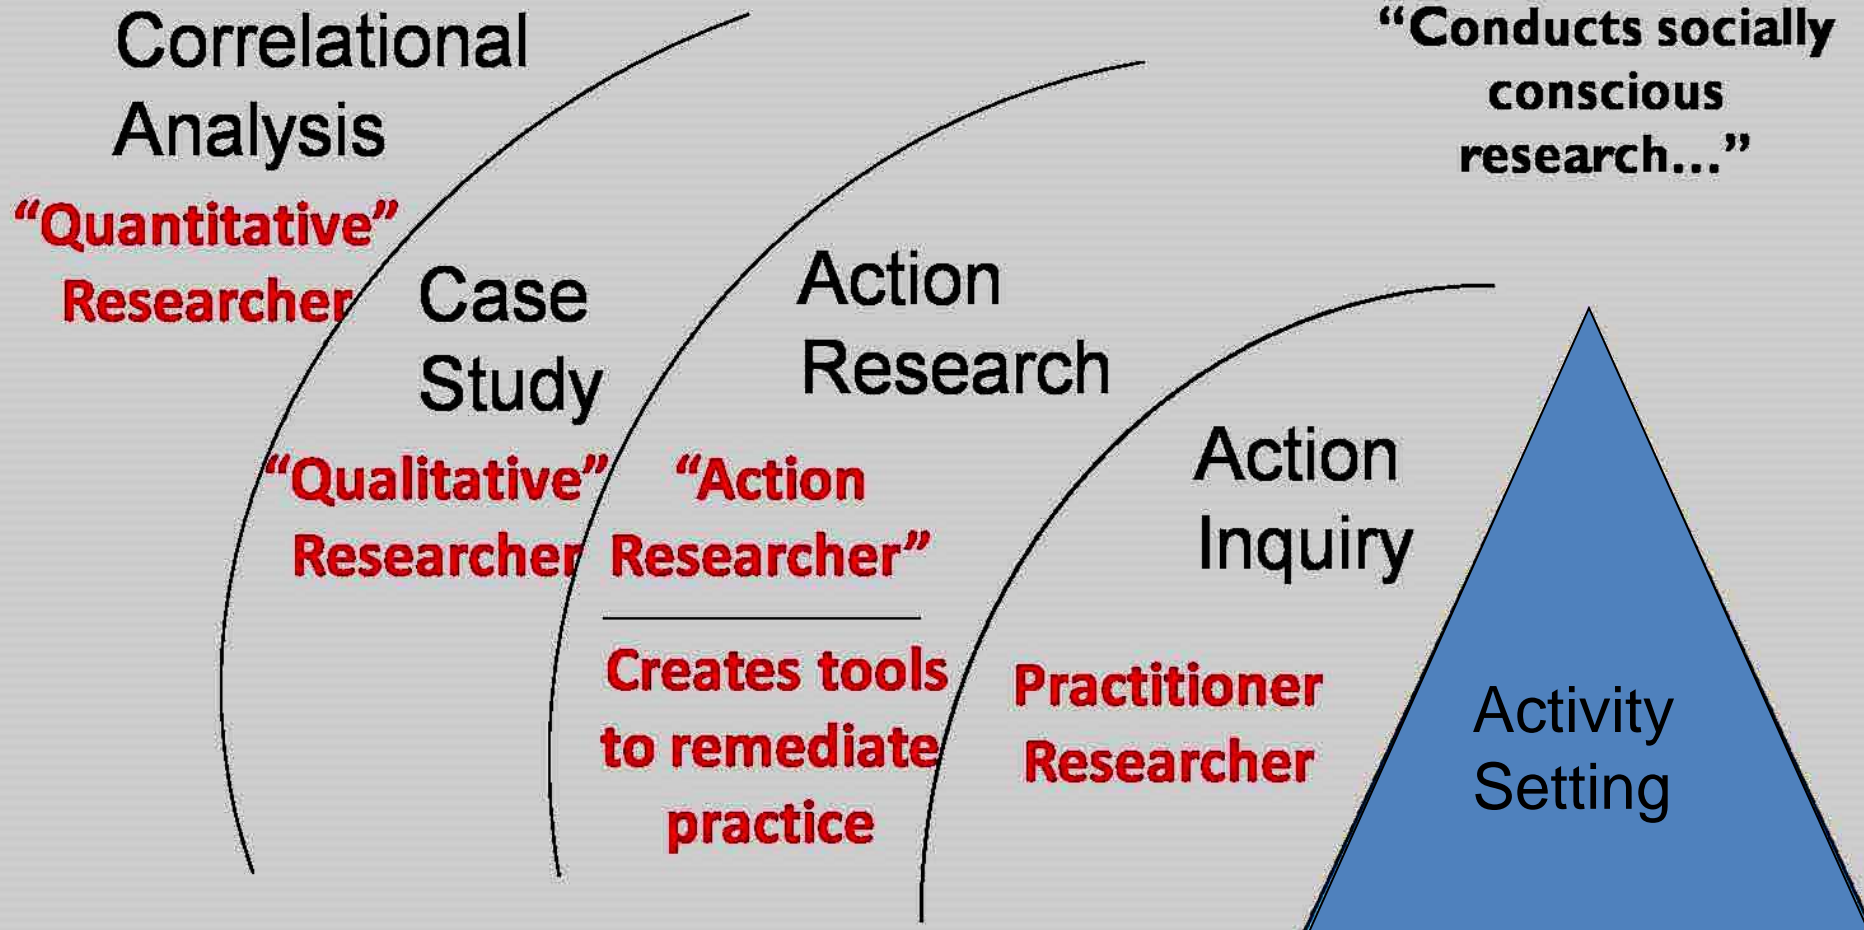 Correlational
Analysis
“Quantitative”
Researcher
Case
Study
“Qualitative”
Researcher
Action
Research
“Action
Researcher”
Creates tools
to remediate
practice
Action
Inquiry
Practitioner
Researcher
“Conducts socially
conscious
research...”
Activity
Setting